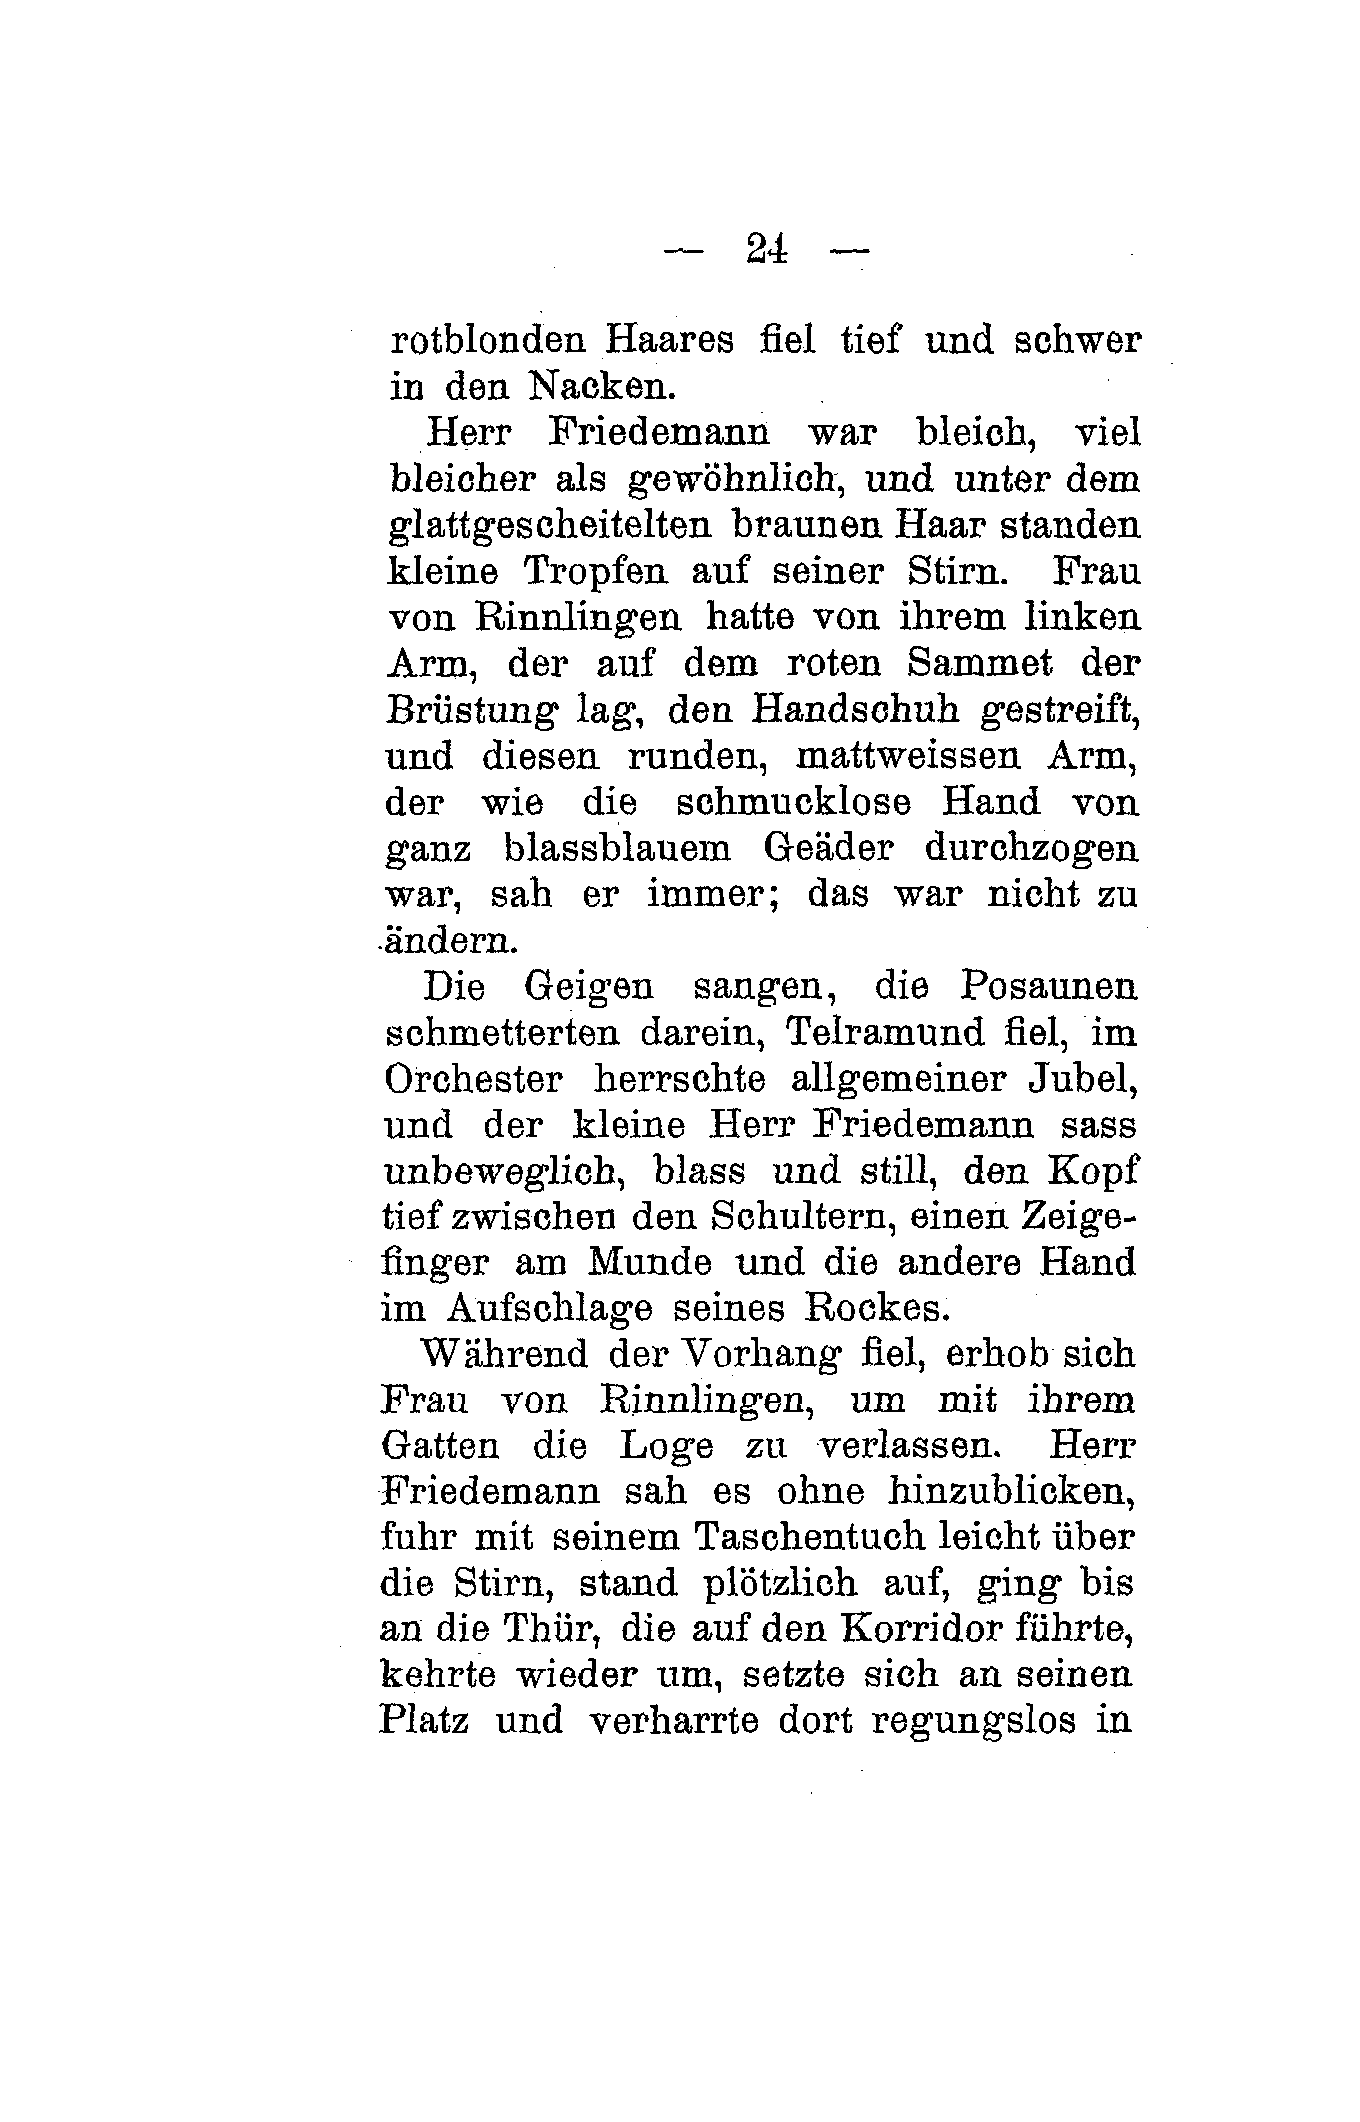 — 24 —
rotblonden Haares fiel tief und schwer
in den Nacken.
Herr Friedemann war bleich, viel
bleicher als gewöhnlich, und unter dem
glattgescheitelten braunen Haar standen
kleine Tropfen auf seiner Stirn. Frau
von Rinnlingen hatte von ihrem linken
Arm, der auf dem roten Sammet der
Brüstung lag, den Handschuh gestreift,
und diesen runden, mattweissen Arm,
der wie die schmucklose Hand von
ganz blassblauem Geäder durchzogen
war, sah er immer; das war nicht zu
ändern.
Die Geigen sangen, die Posaunen
schmetterten darein, Telramund fiel, im
Orchester herrschte allgemeiner Jubel,
und der kleine Herr Friedemann sass
unbeweglich, blass und still, den Kopf
tief zwischen den Schultern, einen Zeige-
finger am Munde und die andere Hand
im Aufschlage seines Rockes.
Während der Vorhang fiel, erhob sich
Frau von Rinnlingen, um mit ihrem
Gatten die Loge zu verlassen. Herr
Friedemann sah es ohne hinzublicken,
fuhr mit seinem Taschentuch leicht über
die Stirn, stand plötzlich auf, ging bis
an die Thür, die auf den Korridor führte,
kehrte wieder um, setzte sich an seinen
Platz und verharrte dort regungslos in